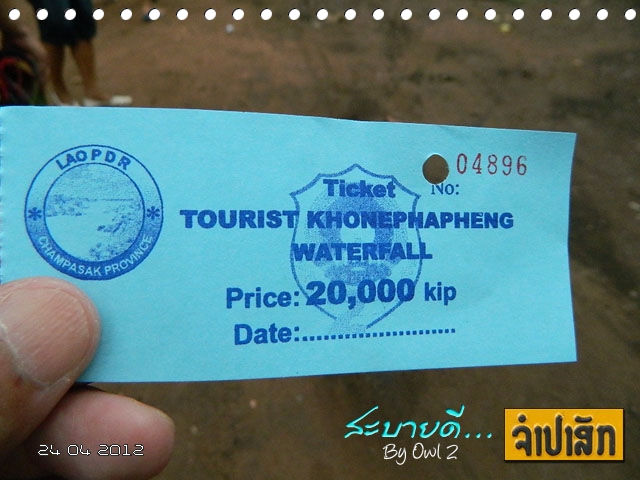 LAO P D R
CHAMPASAK PROVINCE
04896
Ticket No:
TOURIST KHONEPHAPHENG
WATERFALL
Price: 20,000 kip
Date:........................
สะบายดี...
By Owl 2
จำเปาสัก
24 04 2012